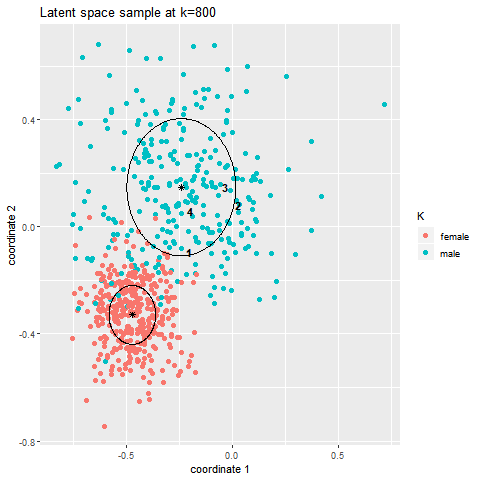 Latent space sample at k=800
coordinate 2
0.4
0.0
-0.4
-0.8
3
2
4
1
-0.5
0.0
0.5
coordinate 1
K
female
male